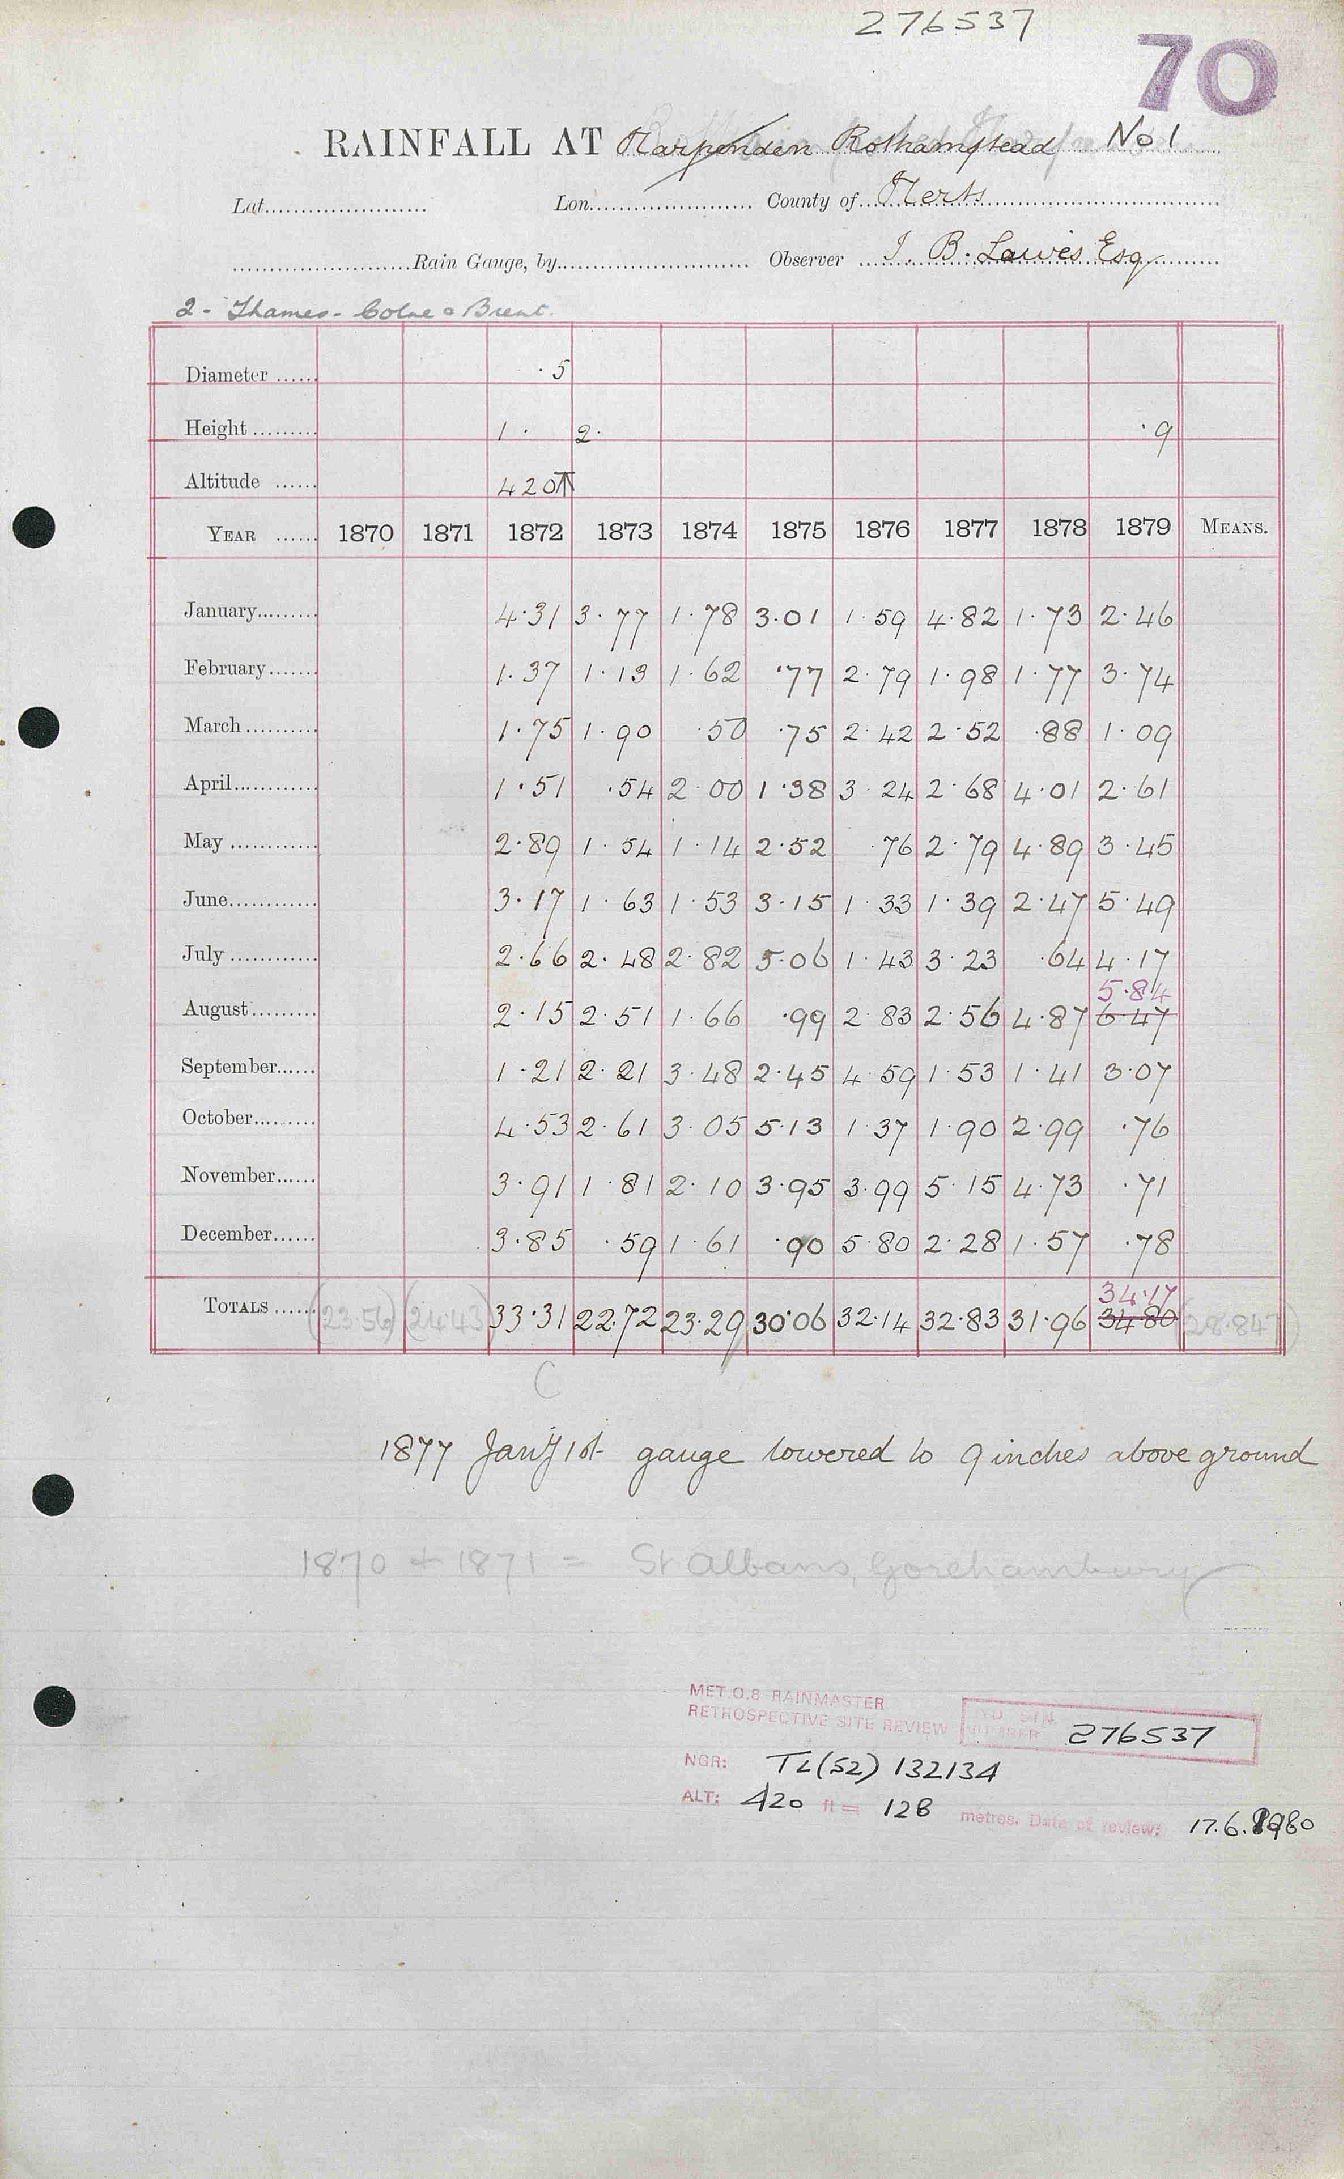 276537
70
RAINFALL AT Harpenden Rothamstead No 1
Lat. Lon. County of Herts
Rain Gauge, by Observer J. B. Lawes Esq
2 - Thames - Colne & Brent.
Diameter ...... .5
Height ......... 1. 2. .9
Altitude ...... 420
YEAR ...... 1870 1871 1872 1873 1874 1875 1876 1877 1878 1879 MEANS.
January......... 4.31 3.77 1.78 3.01 1.59 4.82 1.73 2.46
February....... 1.37 1.13 1.62 .77 2.79 1.98 1.77 3.74
March.......... 1.75 1.90 .50 .75 2.42 2.52 .88 1.09
April............ 1.51 .54 2.00 1.38 3.24 2.68 4.01 2.61
May ............ 2.89 1.54 1.14 2.52 .76 2.79 4.89 3.45
June............ 3.17 1.63 1.53 3.15 1.33 1.39 2.47 5.49
July ............ 2.66 2.48 2.82 5.06 1.43 3.23 .64 4.17
5.84
August......... 2.15 2.51 1.66 .99 2.83 2.56 4.87 6.47
September...... 1.21 2.21 3.48 2.45 4.59 1.53 1.41 3.07
October......... 4.53 2.61 3.05 5.13 1.37 1.90 2.99 .76
November...... 3.91 1.81 2.10 3.95 3.99 5.15 4.73 .71
December...... 3.85 .59 1.61 .90 5.80 2.28 1.57 .78
34.17
TOTALS ...... (23.56) (24.43) 33.31 22.72 23.29 30.06 32.14 32.83 31.96 34.80 (28.847)
C
1877 Jany 1st gauge lowered to 9 inches above ground
1870 + 1871 = St Albans, Gorehambury
MET.O.8 RAINMASTER
RETROSPECTIVE SITE REVIEW
NUMBER 276537
NGR: TL(52) 132134
ALT: 420 ft = 128 metres. Date of review: 17.6.1980